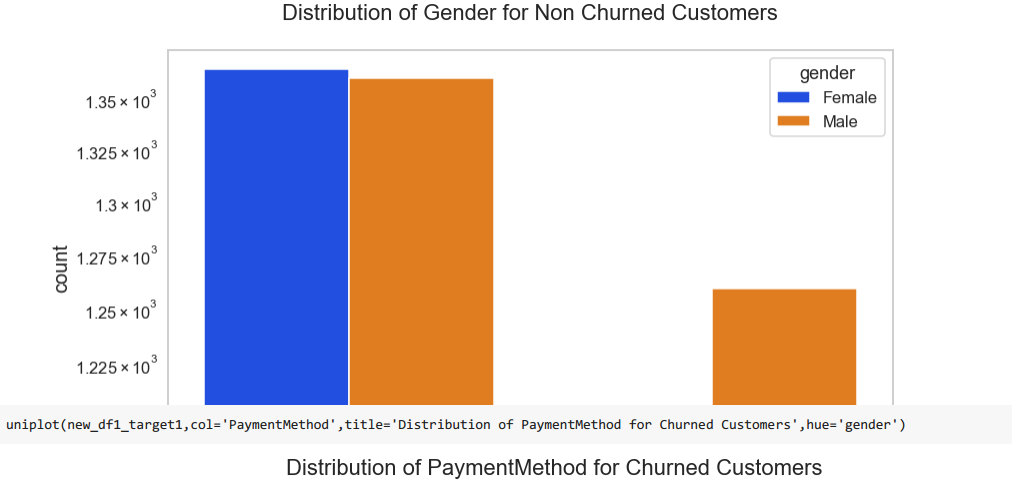 Distribution of Gender for Non Churned Customers
gender
Female
Male
1.35 × 10³
1.325 × 10³
1.3 × 10³
1.275 × 10³
1.25 × 10³
1.225 × 10³
count
uniplot(new_df1_target1,col='PaymentMethod',title='Distribution of PaymentMethod for Churned Customers',hue='gender')
Distribution of PaymentMethod for Churned Customers